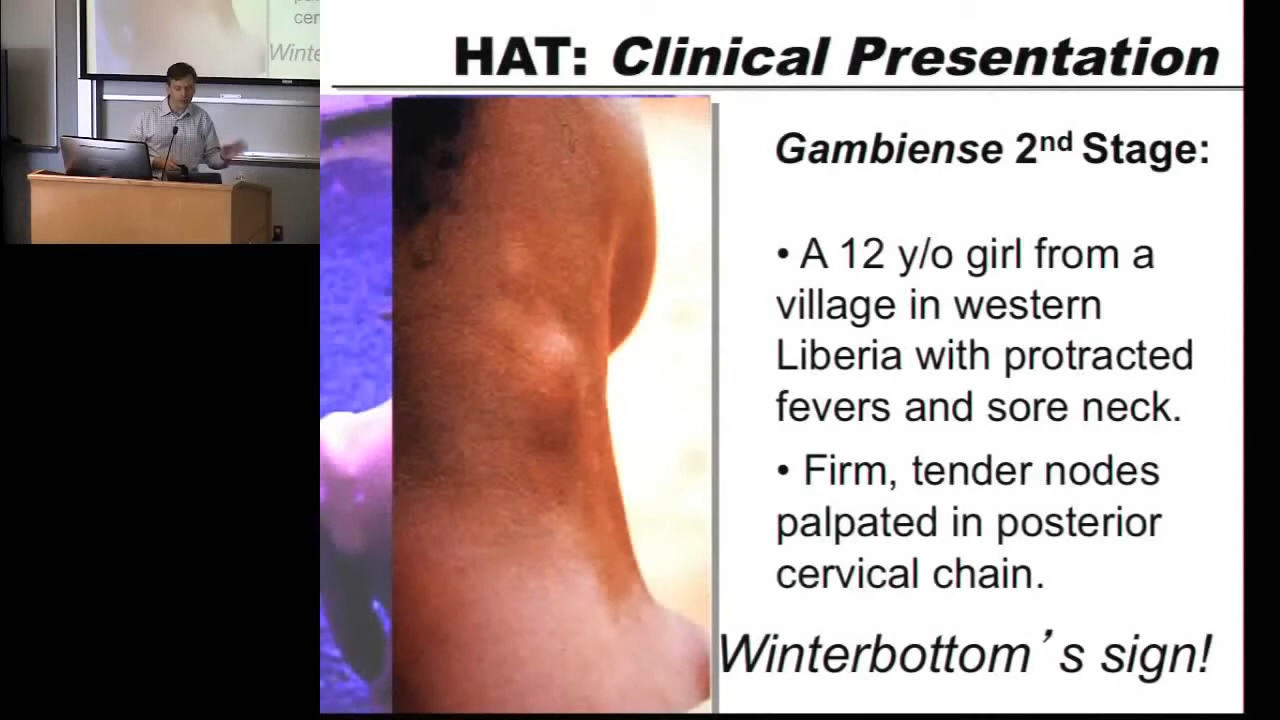 HAT: Clinical Presentation
Gambiense 2nd Stage:
• A 12 y/o girl from a
village in western
Liberia with protracted
fevers and sore neck.
• Firm, tender nodes
palpated in posterior
cervical chain.
Winterbottom’s sign!
cer
Winte